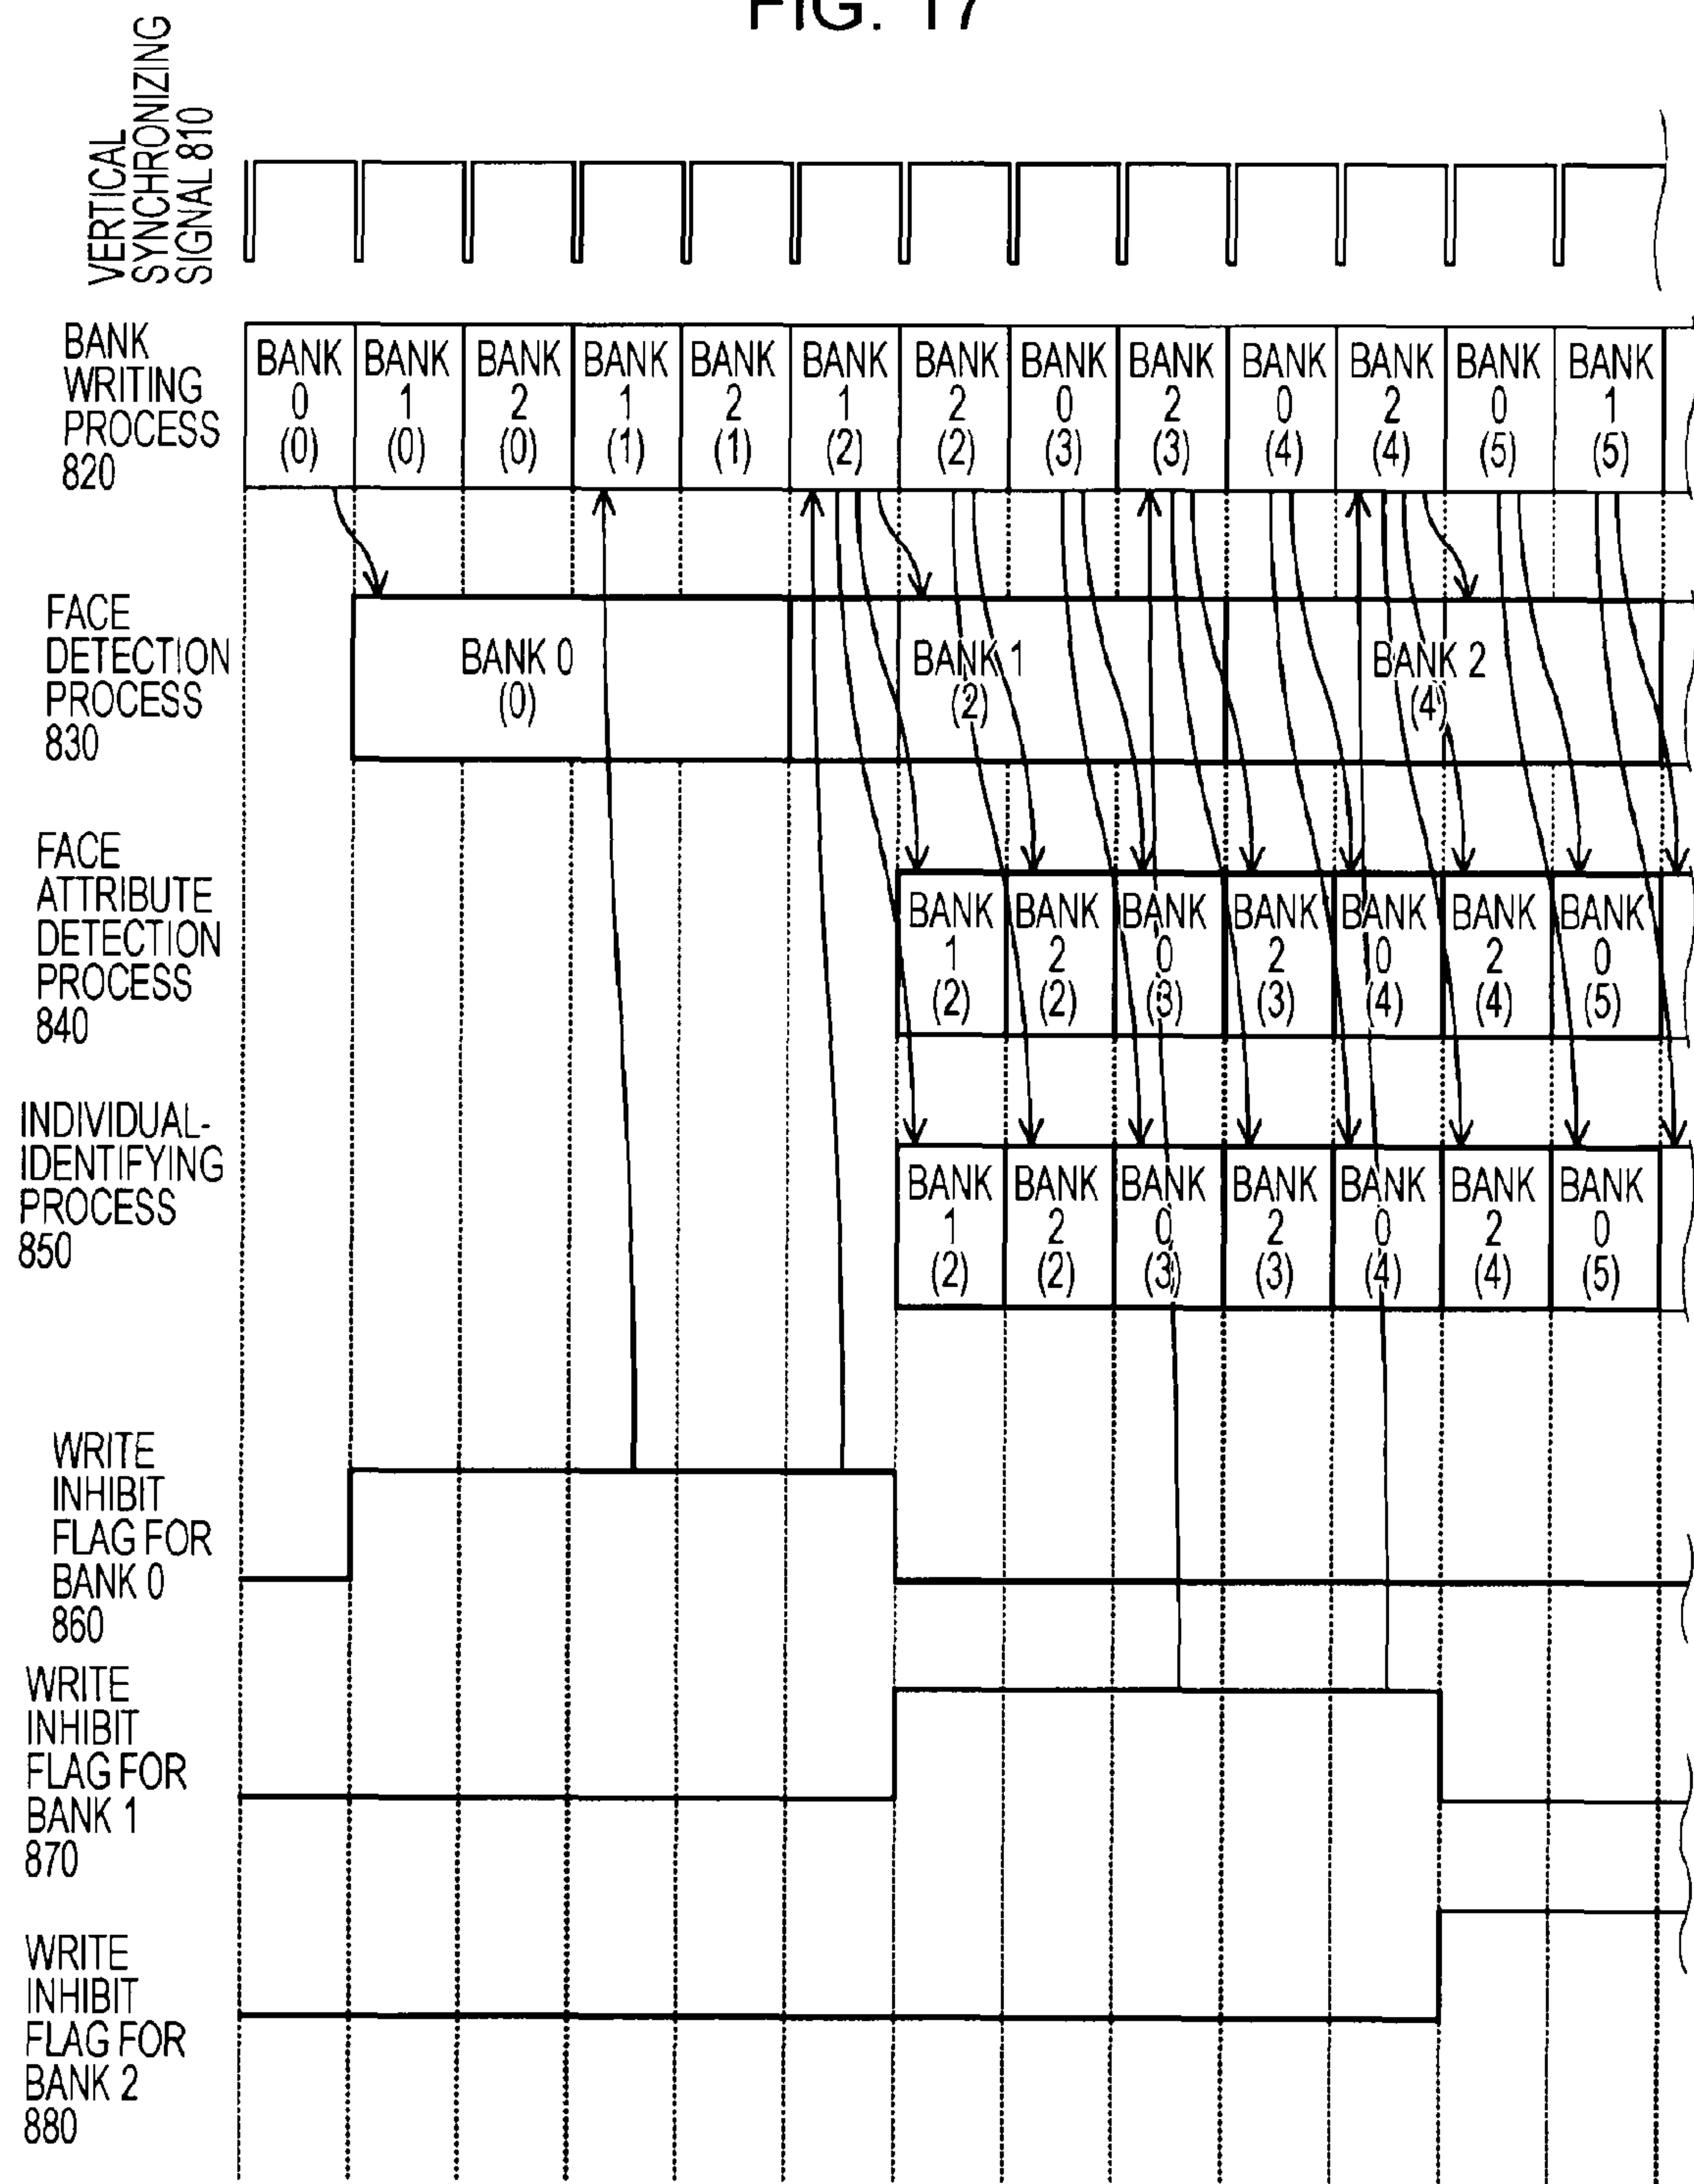 FIG. 17
VERTICAL
SYNCHRONIZING
SIGNAL 810
BANK
WRITING
PROCESS
820
BANK
0
(0)
BANK
1
(0)
BANK
2
(0)
BANK
1
(1)
BANK
2
(1)
BANK
1
(2)
BANK
2
(2)
BANK
0
(3)
BANK
2
(3)
BANK
0
(4)
BANK
2
(4)
BANK
0
(5)
BANK
1
(5)
FACE
DETECTION
PROCESS
830
BANK 0
(0)
BANK 1
(2)
BANK 2
(4)
FACE
ATTRIBUTE
DETECTION
PROCESS
840
BANK
1
(2)
BANK
2
(2)
BANK
0
(3)
BANK
2
(3)
BANK
0
(4)
BANK
2
(4)
BANK
0
(5)
INDIVIDUAL-
IDENTIFYING
PROCESS
850
BANK
1
(2)
BANK
2
(2)
BANK
0
(3)
BANK
2
(3)
BANK
0
(4)
BANK
2
(4)
BANK
0
(5)
WRITE
INHIBIT
FLAG FOR
BANK 0
860
WRITE
INHIBIT
FLAG FOR
BANK 1
870
WRITE
INHIBIT
FLAG FOR
BANK 2
880